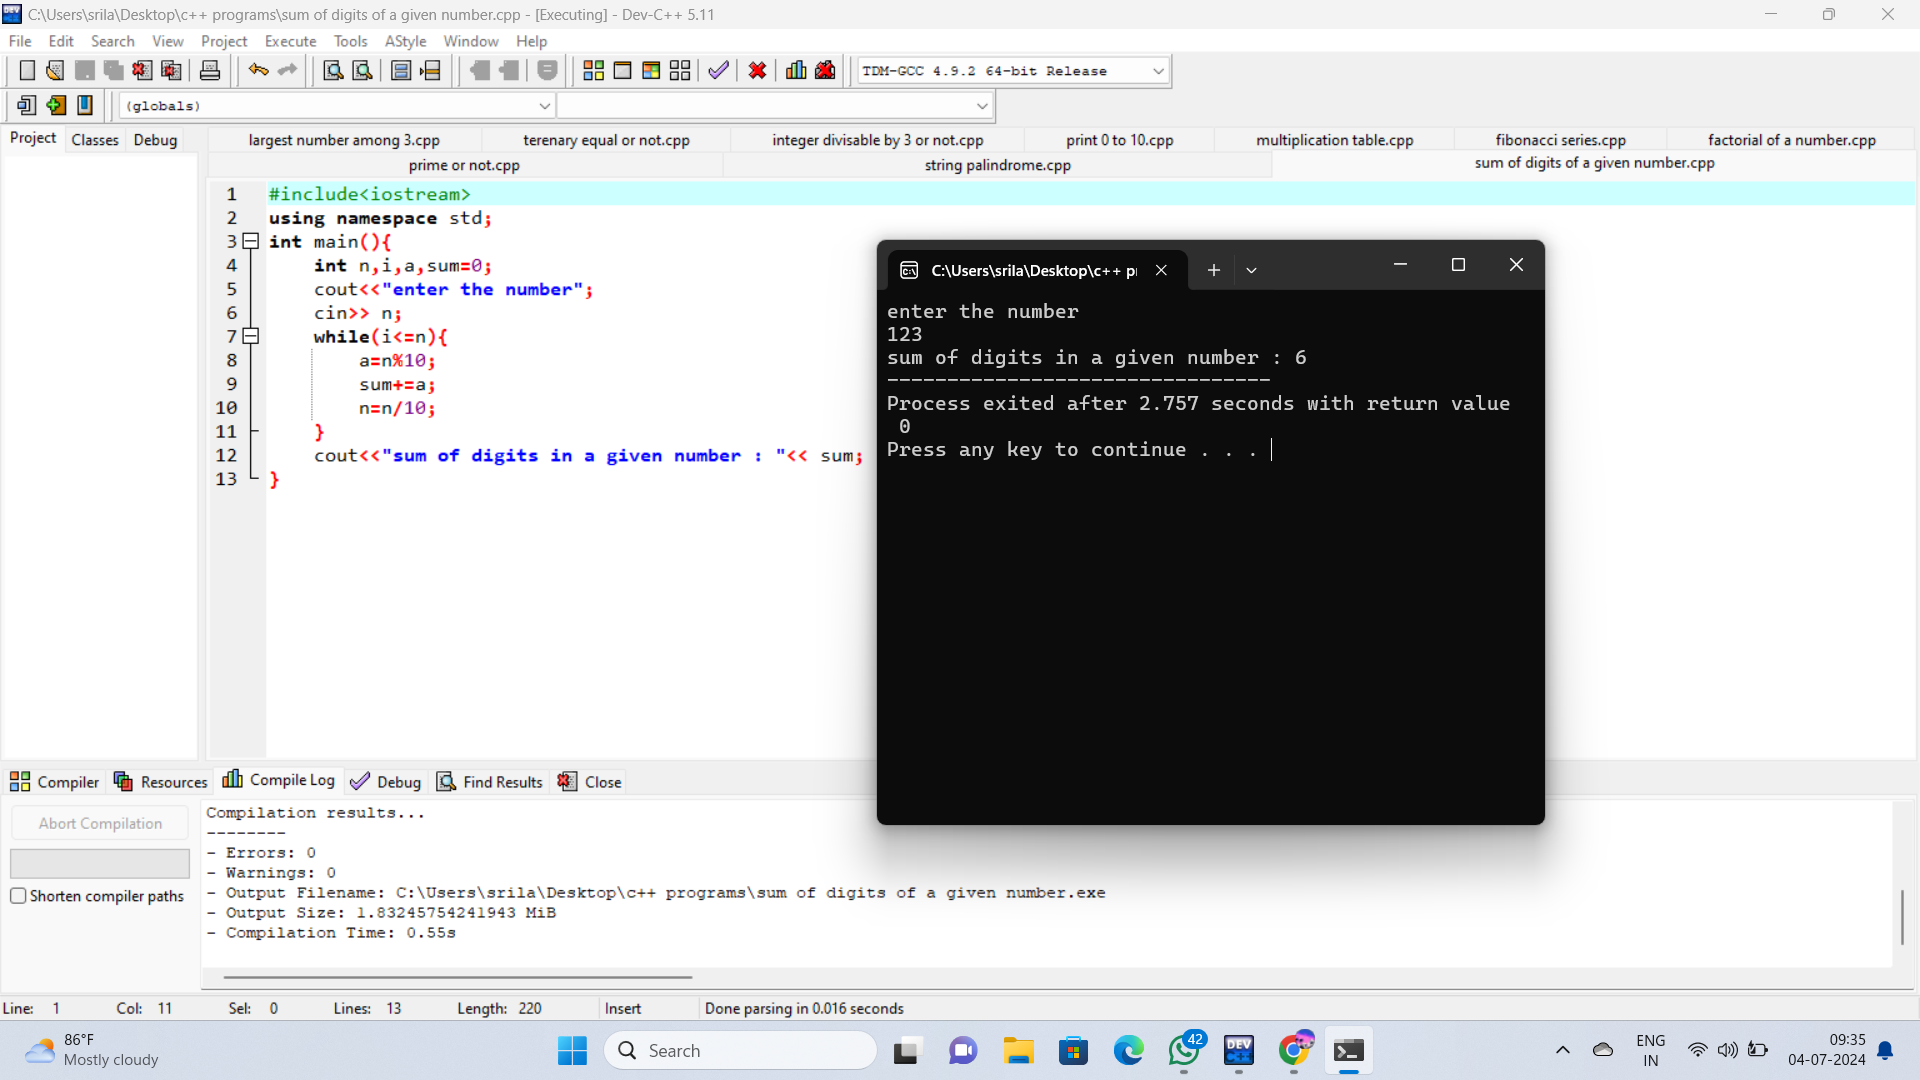 C:\Users\srila\Desktop\c++ programs\sum of digits of a given number.cpp - [Executing] - Dev-C++ 5.11
File Edit Search View Project Execute Tools AStyle Window Help
TDM-GCC 4.9.2 64-bit Release
(globals)
Project Classes Debug
largest number among 3.cpp terenary equal or not.cpp integer divisable by 3 or not.cpp print 0 to 10.cpp multiplication table.cpp fibonacci series.cpp factorial of a number.cpp
prime or not.cpp string palindrome.cpp sum of digits of a given number.cpp
1 #include<iostream>
2 using namespace std;
3 int main(){
4 int n,i,a,sum=0;
5 cout<<"enter the number";
6 cin>> n;
7 while(i<=n){
8 a=n%10;
9 sum+=a;
10 n=n/10;
11 }
12 cout<<"sum of digits in a given number : "<< sum;
13 }
C:\Users\srila\Desktop\c++ p
enter the number
123
sum of digits in a given number : 6
--------------------------------
Process exited after 2.757 seconds with return value
0
Press any key to continue . . .
Compiler Resources Compile Log Debug Find Results Close
Abort Compilation
Shorten compiler paths
Compilation results...
--------
- Errors: 0
- Warnings: 0
- Output Filename: C:\Users\srila\Desktop\c++ programs\sum of digits of a given number.exe
- Output Size: 1.83245754241943 MiB
- Compilation Time: 0.55s
Line: 1 Col: 11 Sel: 0 Lines: 13 Length: 220 Insert Done parsing in 0.016 seconds
86°F
Mostly cloudy
Search
42
DEV
C++
ENG
IN
09:35
04-07-2024